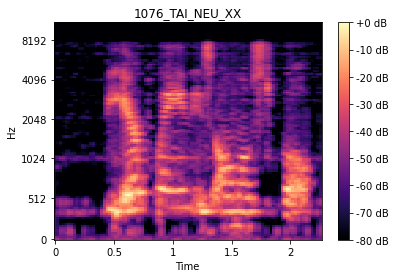 1076_TAI_NEU_XX
8192
4096
2048
1024
512
0
Hz
0
0.5
1
1.5
2
Time
+0 dB
-10 dB
-20 dB
-30 dB
-40 dB
-50 dB
-60 dB
-70 dB
-80 dB